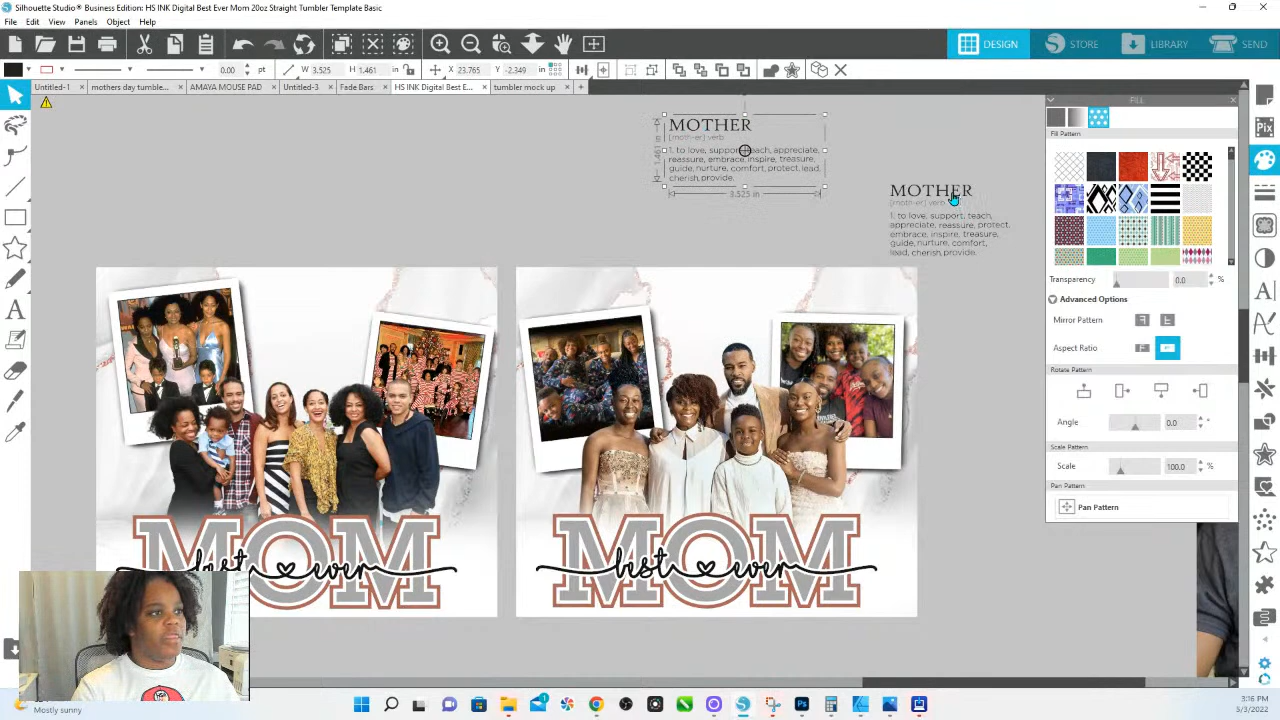 Silhouette Studio® Business Edition: HS INK Digital Best Ever Mom 20oz Straight Tumbler Template Basic
File Edit View Panels Object Help
DESIGN STORE LIBRARY SEND
0.00 pt W 3.525 H 1.461 X 23.765 Y -2.349
Untitled-1 mothers day tumble... AMAYA MOUSE PAD Untitled-3 Fade Bars HS INK Digital Best E... tumbler mock up
FILL
Fill Pattern
MOTHER
[moth-er] verb
1. to love, support, teach, appreciate,
reassure, embrace, inspire, treasure,
guide, nurture, comfort, protect, lead,
cherish, provide.
1.461 in
3.525 in
MOTHER
[moth-er] verb
1. to love, support, teach,
appreciate, reassure, protect,
embrace, inspire, treasure,
guide, nurture, comfort,
lead, cherish, provide.
Transparency 0.0 %
Advanced Options
Mirror Pattern
Aspect Ratio
Rotate Pattern
Angle 0.0 °
Scale Pattern
Scale 100.0 %
Pan Pattern
Pan Pattern
MOM
best ever
MOM
best ever
Mostly sunny
3:16 PM
5/3/2022